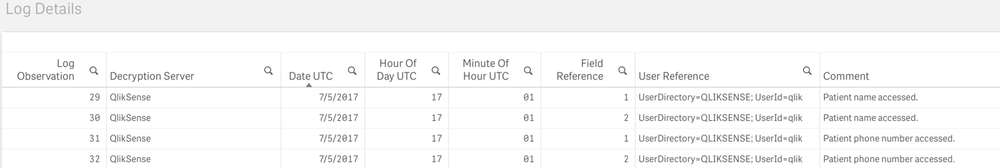 Log Details
Log Observation Decryption Server Date UTC Hour Of Day UTC Minute Of Hour UTC Field Reference User Reference Comment
29 QlikSense 7/5/2017 17 01 1 UserDirectory=QLIKSENSE; UserId=qlik Patient name accessed.
30 QlikSense 7/5/2017 17 01 2 UserDirectory=QLIKSENSE; UserId=qlik Patient name accessed.
31 QlikSense 7/5/2017 17 01 1 UserDirectory=QLIKSENSE; UserId=qlik Patient phone number accessed.
32 QlikSense 7/5/2017 17 01 2 UserDirectory=QLIKSENSE; UserId=qlik Patient phone number accessed.